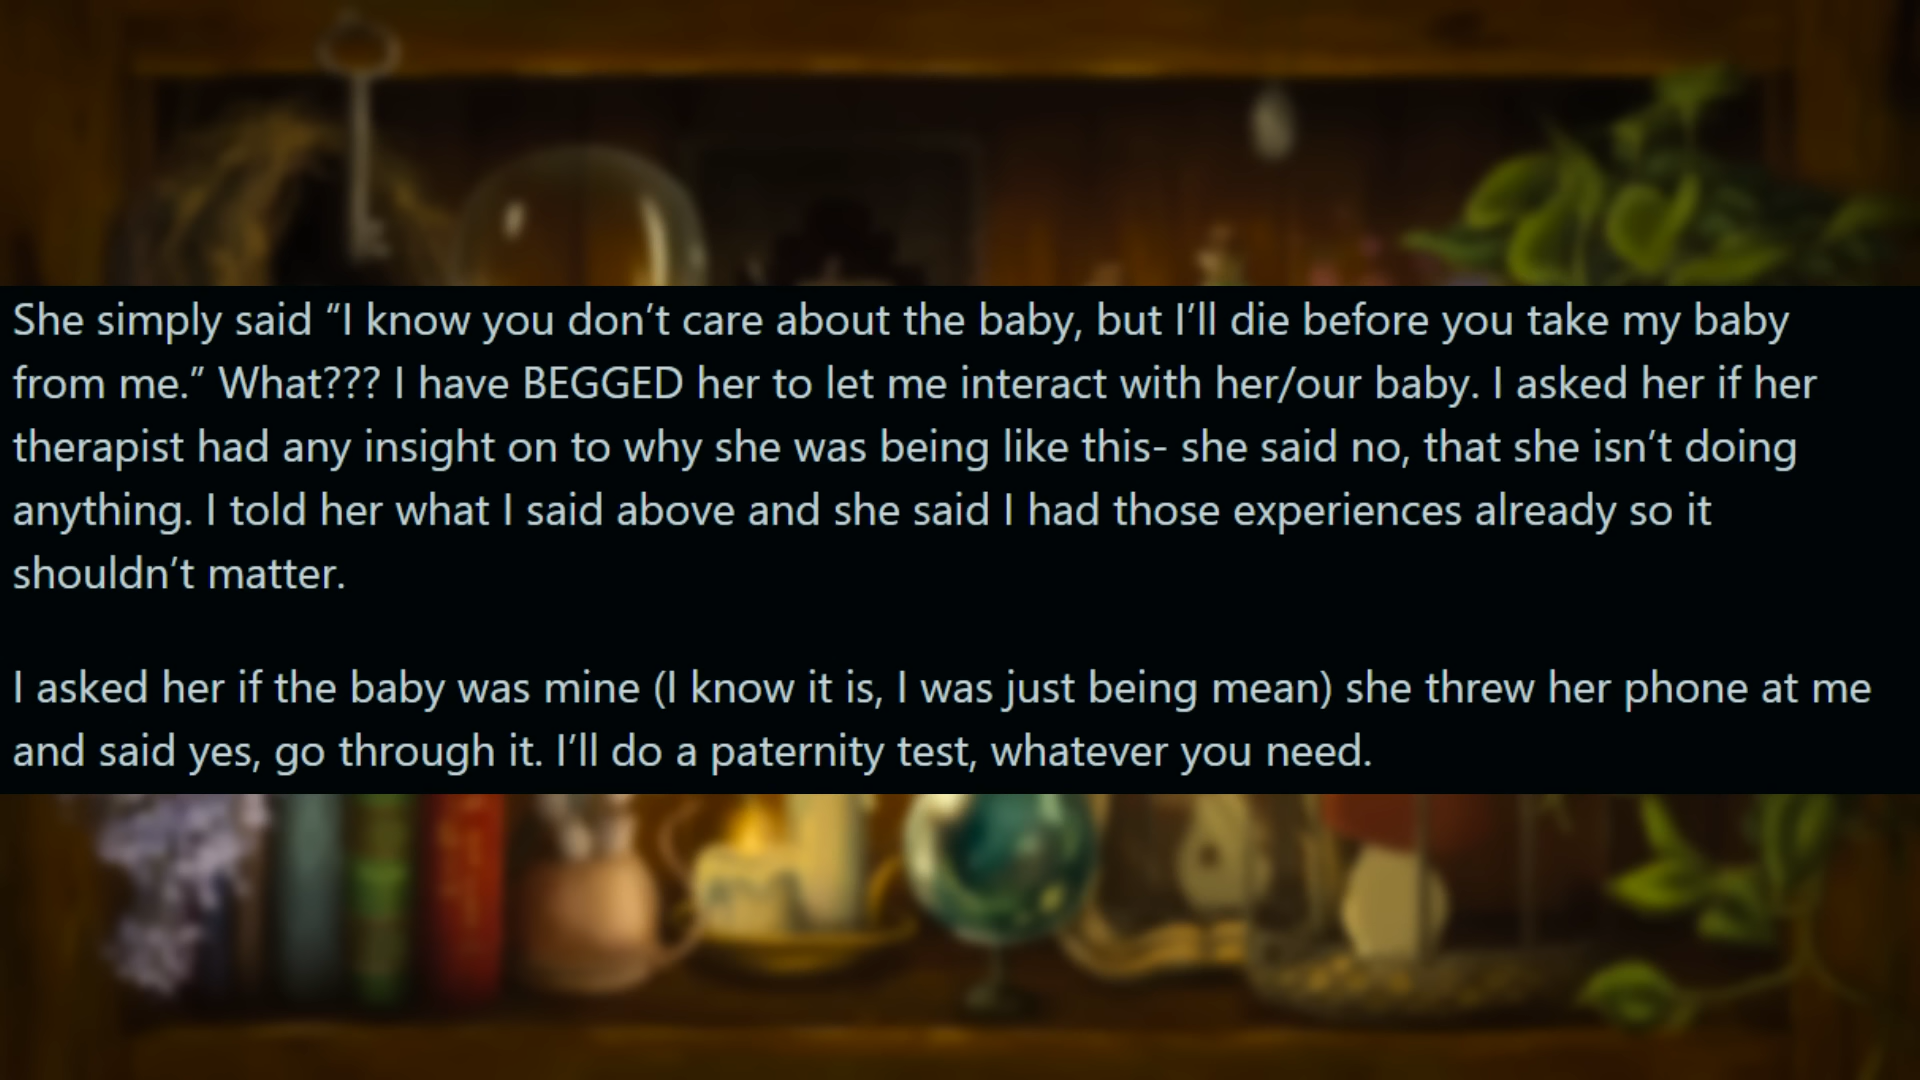 She simply said “I know you don’t care about the baby, but I’ll die before you take my baby
from me.” What??? I have BEGGED her to let me interact with her/our baby. I asked her if her
therapist had any insight on to why she was being like this- she said no, that she isn’t doing
anything. I told her what I said above and she said I had those experiences already so it
shouldn’t matter.
I asked her if the baby was mine (I know it is, I was just being mean) she threw her phone at me
and said yes, go through it. I’ll do a paternity test, whatever you need.